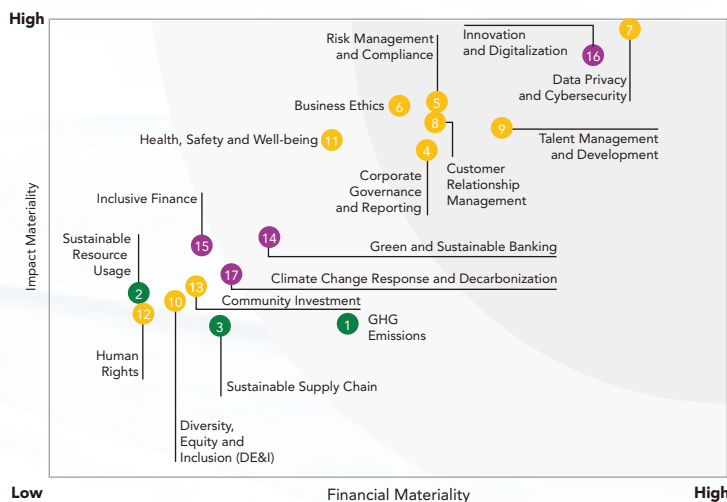 High
Innovation
and Digitalization
7
Risk Management
and Compliance
16
Data Privacy
and Cybersecurity
Business Ethics
6
5
8
9
Health, Safety and Well-being
11
Talent Management
and Development
4
Customer
Relationship
Management
Corporate
Governance
and Reporting
Inclusive Finance
15
14
Green and Sustainable Banking
Sustainable
Resource
Usage
17
Climate Change Response and Decarbonization
2
13
10
Community Investment
12
3
1
GHG
Emissions
Human
Rights
Sustainable Supply Chain
Diversity,
Equity and
Inclusion (DE&I)
Impact Materiality
Low
Financial Materiality
High